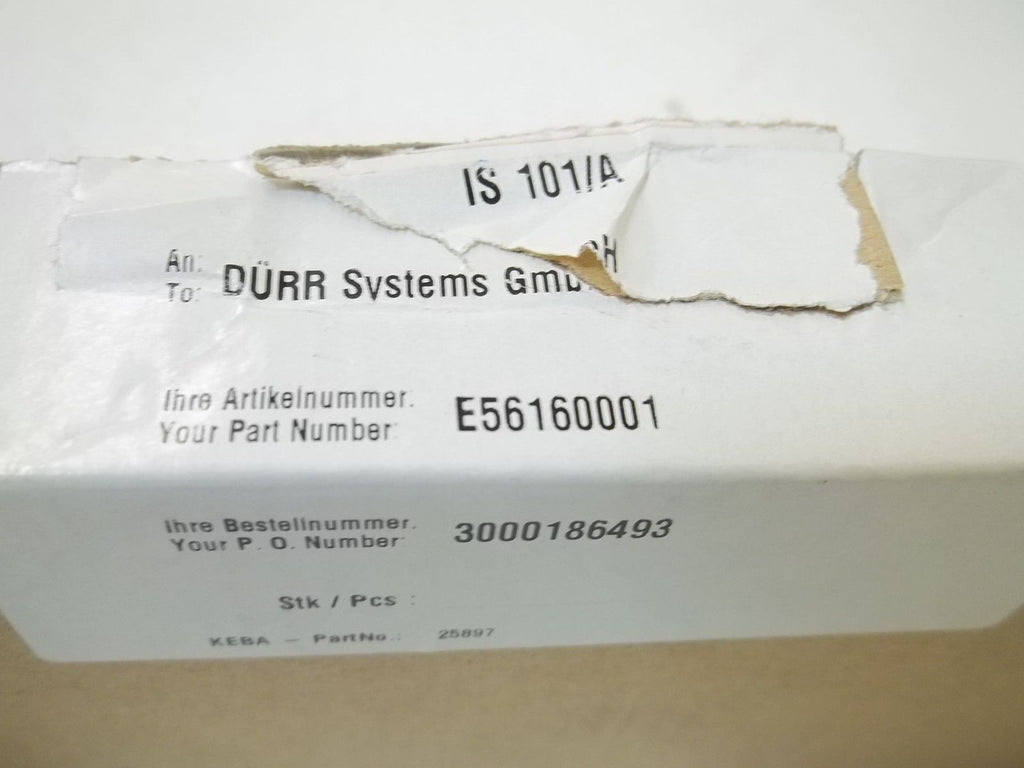 IS 101/A
An:
To: DÜRR Systems GmbH
Ihre Artikelnummer:
Your Part Number: E56160001
Ihre Bestellnummer.
Your P. O. Number: 3000186493
Stk / Pcs :
KEBA - PartNo.: 25897